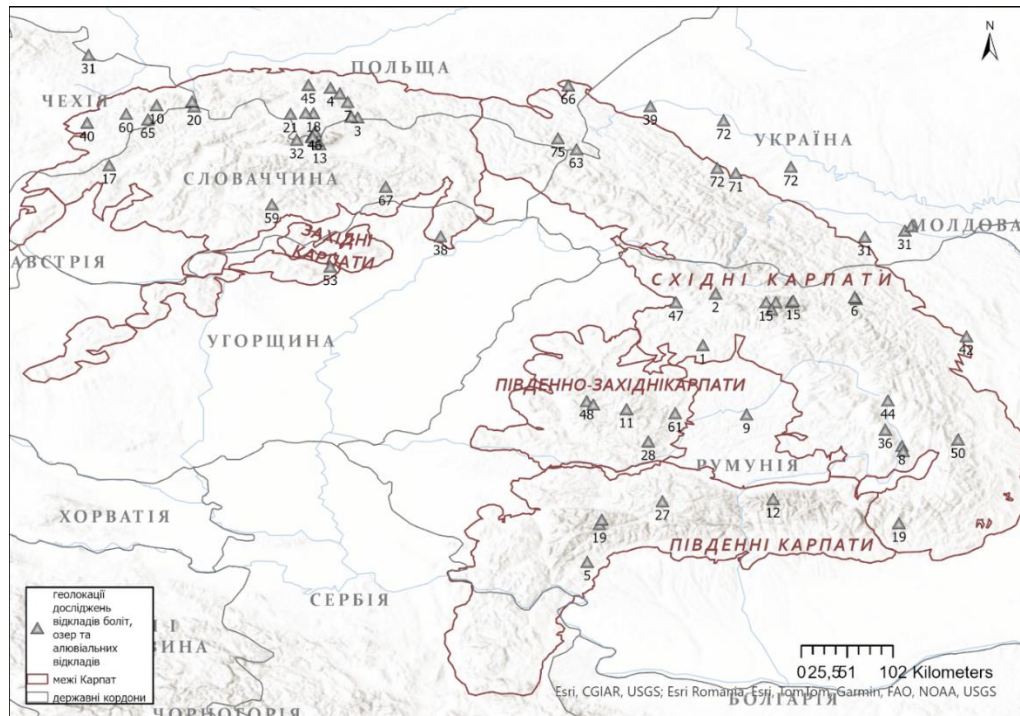 N
ПОЛЬЩА
31
ЧЕХІЯ
45
4
66
10
20
7
39
60
65
21
18
3
72
УКРАЇНА
40
32
46
13
75
63
17
СЛОВАЧЧИНА
72
71
72
67
59
ЗАХІДНІ
КАРПАТИ
38
31
31
МОЛДОВА
АВСТРІЯ
53
СХІДНІ КАРПАТИ
47
2
15
15
6
УГОРЩИНА
42
1
ПІВДЕННО-ЗАХІДНІКАРПАТИ
48
11
61
9
44
28
36
8
50
РУМУНІЯ
27
12
ХОРВАТІЯ
19
19
ПІВДЕННІ КАРПАТИ
5
СЕРБІЯ
геолокації
досліджень
відкладів боліт,
озер та
алювіальних
відкладів
І І
ВИНА
межі Карпат
державні кордони
025,551 102 Kilometers
Esri, CGIAR, USGS; Esri Romania, Esri, TomTom, Garmin, FAO, NOAA, USGS
БОЛГАРІЯ
ЧОРНОГОРІЯ